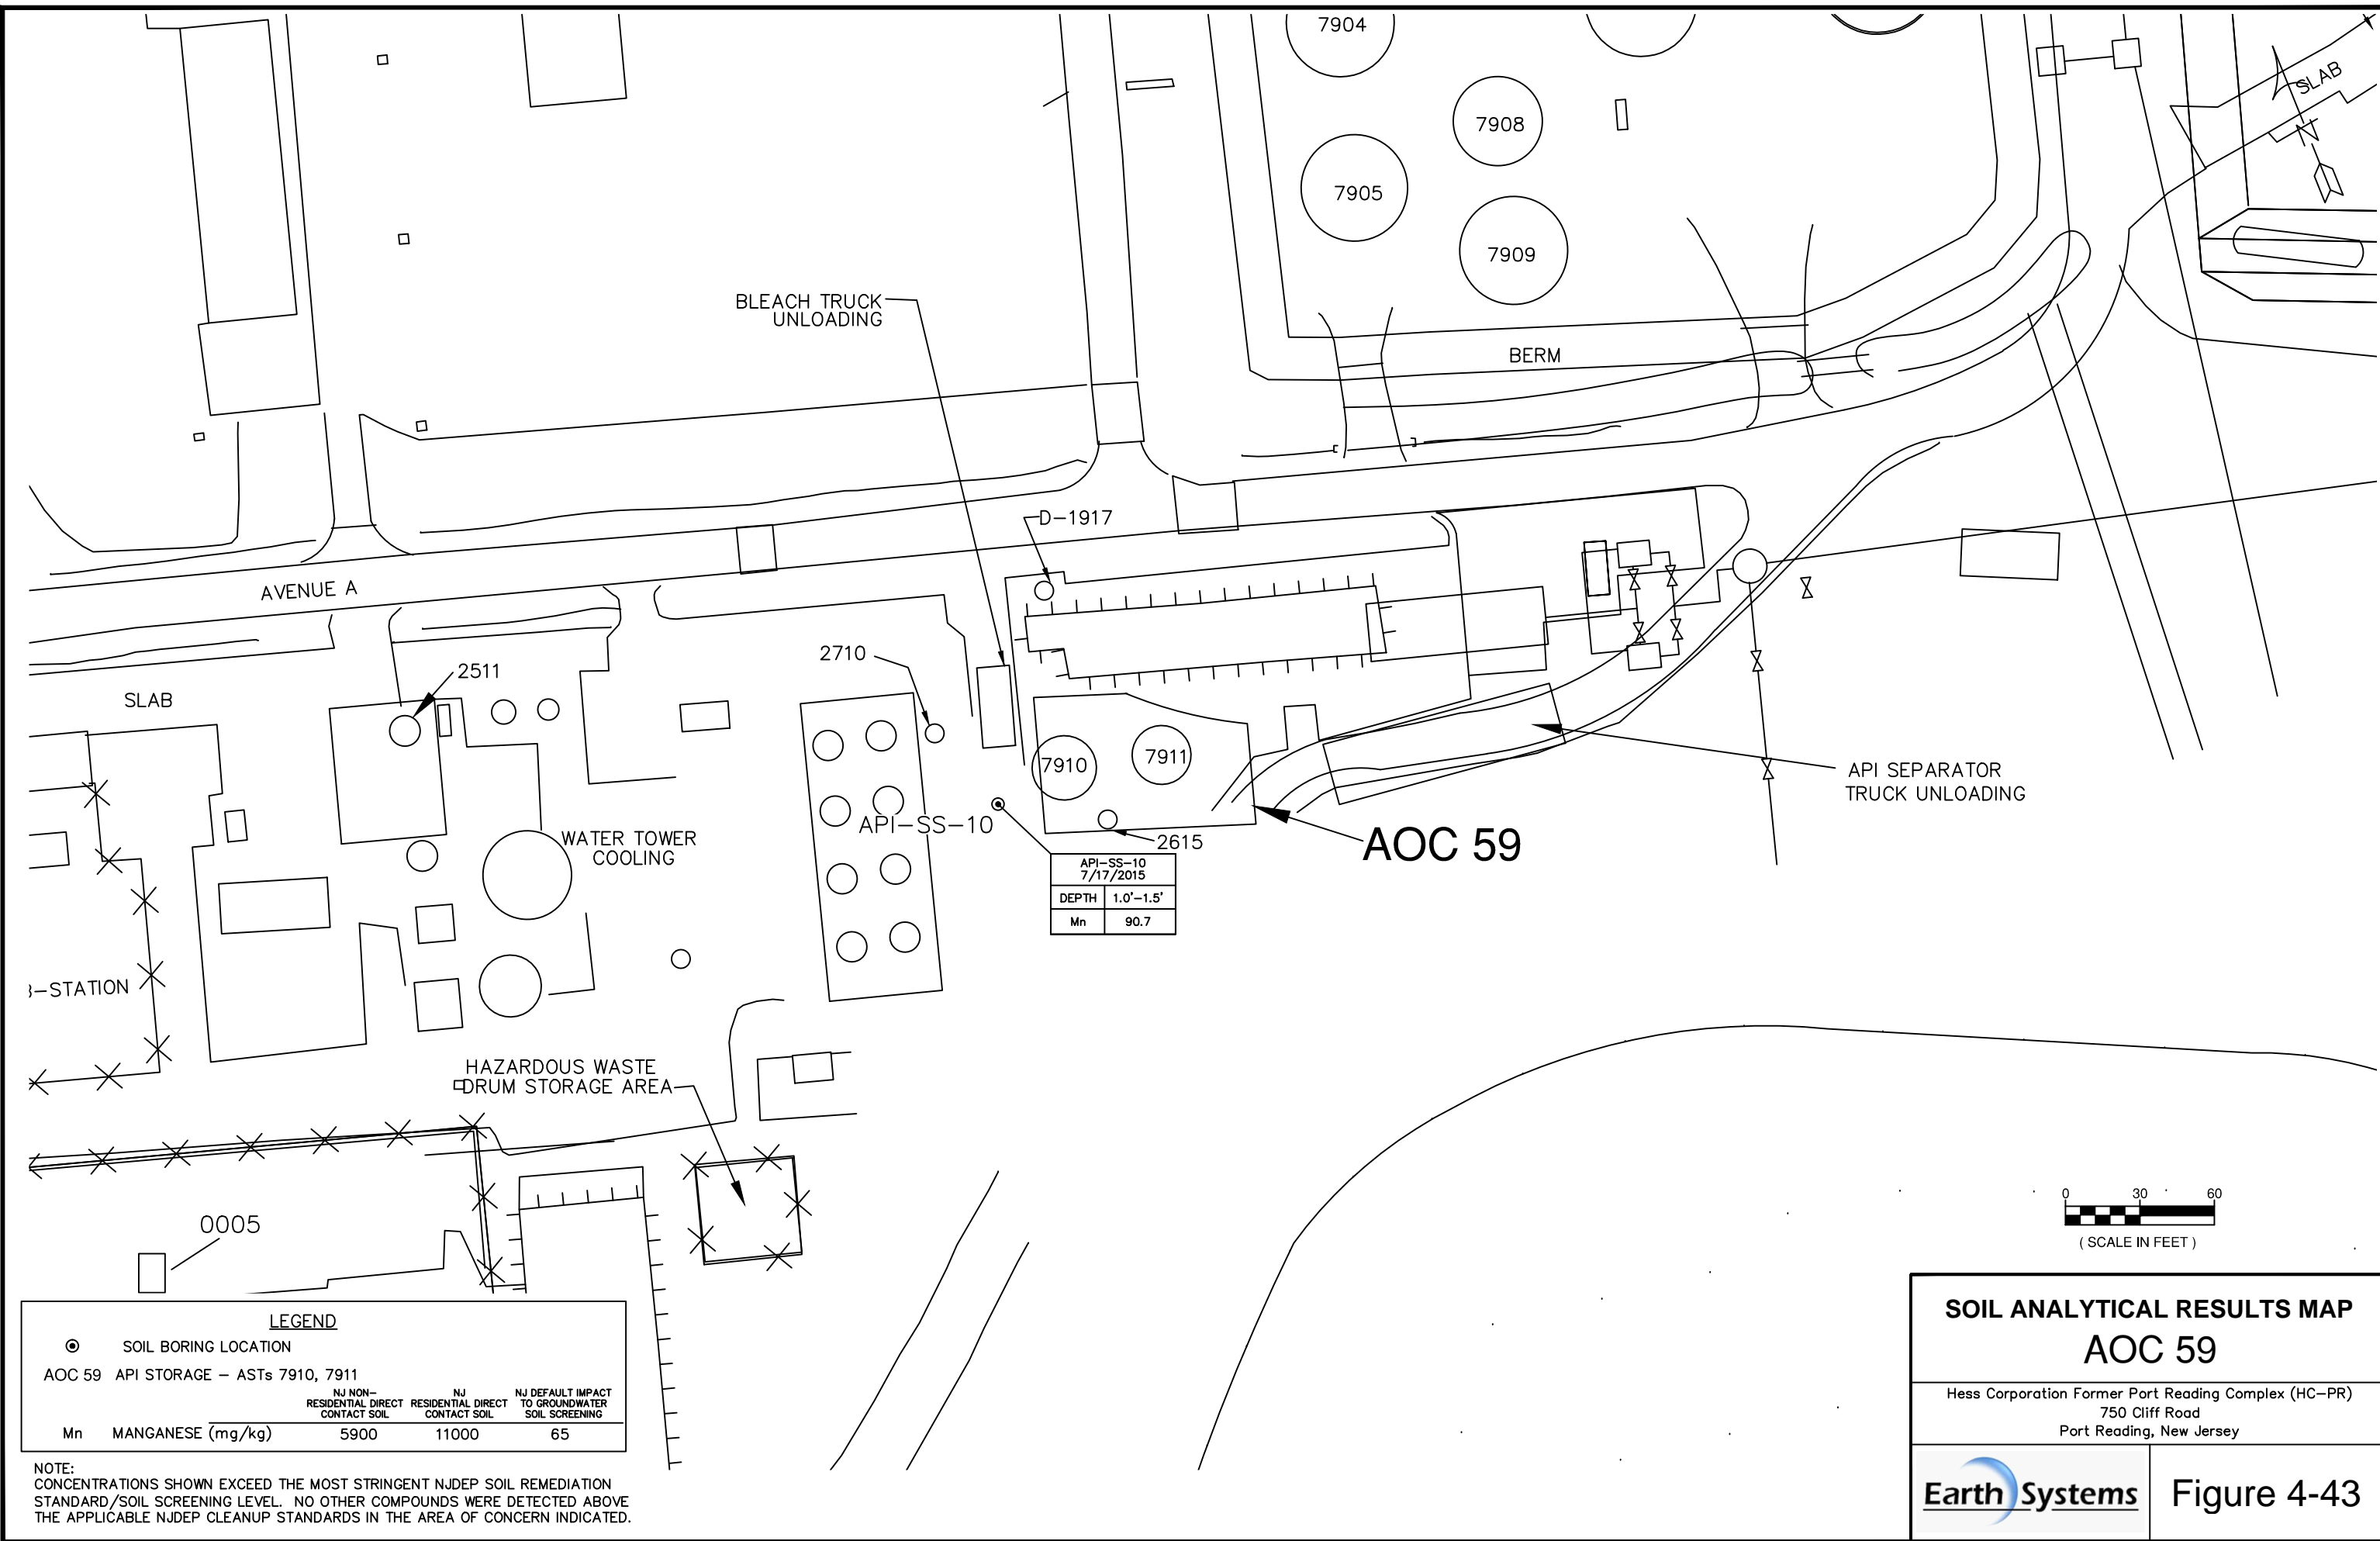 7904
7908
7905
7909
SLAB
N
BERM
BLEACH TRUCK
UNLOADING
D-1917
AVENUE A
2710
2511
SLAB
7910
7911
API-SS-10
2615
AOC 59
API SEPARATOR
TRUCK UNLOADING
WATER TOWER
COOLING
API-SS-10
7/17/2015
DEPTH 1.0'-1.5'
Mn 90.7
-STATION
HAZARDOUS WASTE
DRUM STORAGE AREA
0005
0 30 60
( SCALE IN FEET )
LEGEND
SOIL BORING LOCATION
AOC 59 API STORAGE - ASTs 7910, 7911
NJ NON- NJ NJ DEFAULT IMPACT
RESIDENTIAL DIRECT RESIDENTIAL DIRECT TO GROUNDWATER
CONTACT SOIL CONTACT SOIL SOIL SCREENING
Mn MANGANESE (mg/kg) 5900 11000 65
NOTE:
CONCENTRATIONS SHOWN EXCEED THE MOST STRINGENT NJDEP SOIL REMEDIATION
STANDARD/SOIL SCREENING LEVEL. NO OTHER COMPOUNDS WERE DETECTED ABOVE
THE APPLICABLE NJDEP CLEANUP STANDARDS IN THE AREA OF CONCERN INDICATED.
SOIL ANALYTICAL RESULTS MAP
AOC 59
Hess Corporation Former Port Reading Complex (HC-PR)
750 Cliff Road
Port Reading, New Jersey
Earth Systems
Figure 4-43